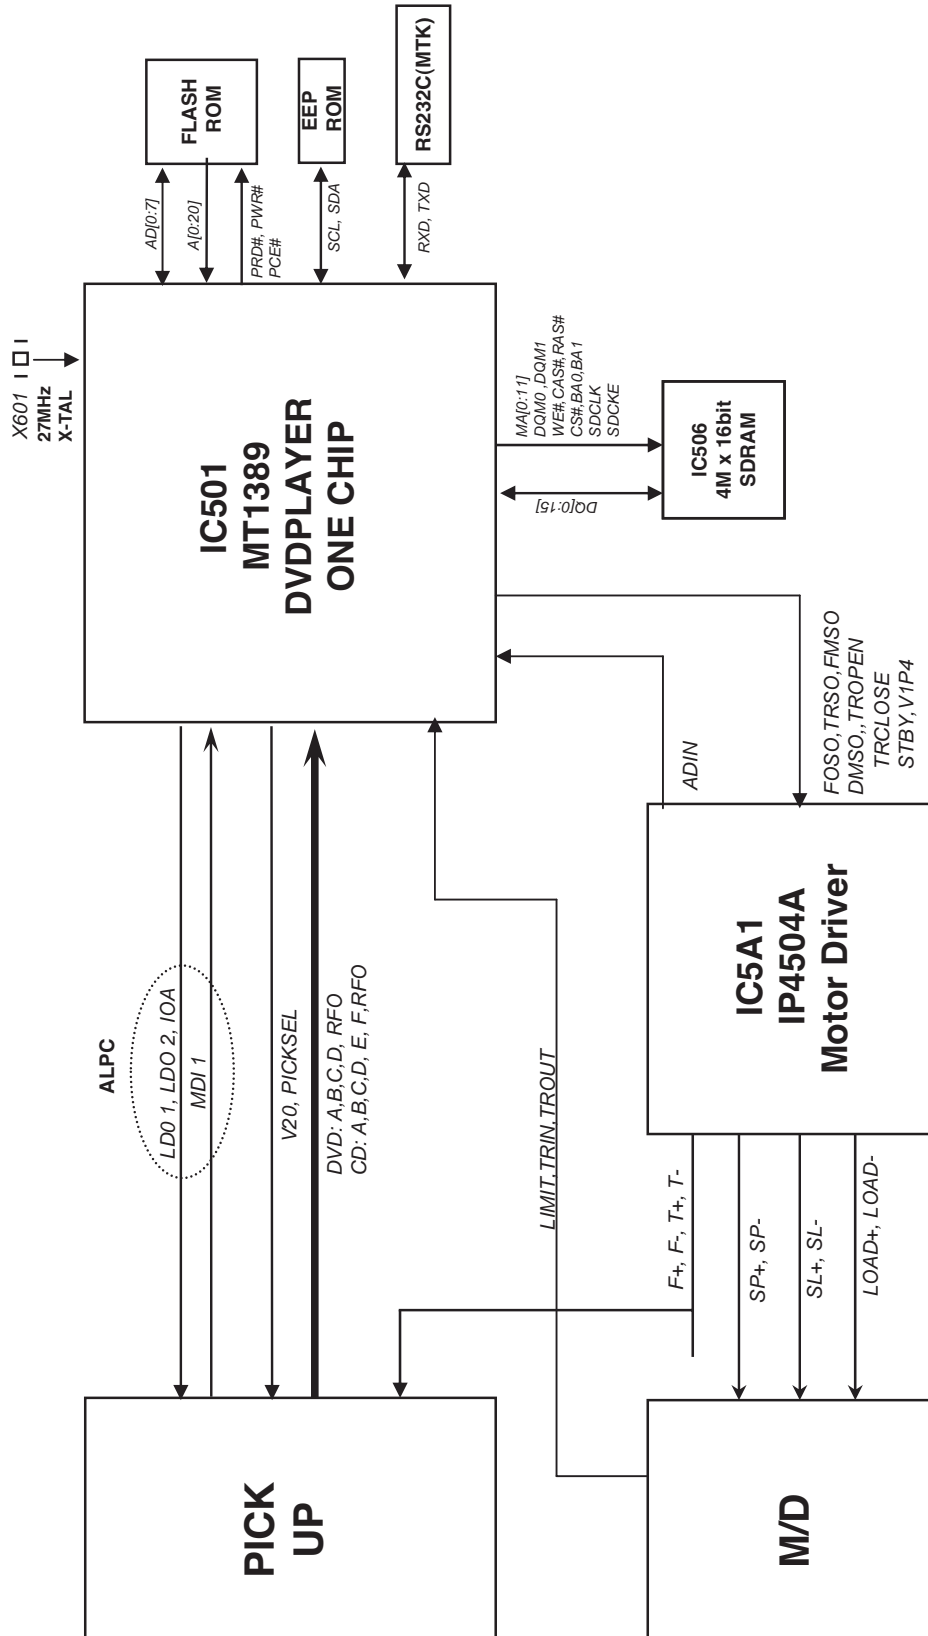 PICK
UP
ALPC
LD0 1, LDO 2, IOA
MDI 1
V20, PICKSEL
DVD: A,B,C,D, RFO
CD: A,B,C,D, E, F,RFO
X601
27MHz
X-TAL
IC501
MT1389
DVDPLAYER
ONE CHIP
AD[0:7]
A[0:20]
PRD#, PWR#
PCE#
FLASH
ROM
SCL, SDA
EEP
ROM
RXD, TXD
RS232C(MTK)
MA[0:11]
DQM0 ,DQM1
WE#,CAS#,RAS#
CS#,BA0,BA1
SDCLK
SDCKE
DQ[0:15]
IC506
4M x 16bit
SDRAM
LIMIT,TRIN,TROUT
ADIN
FOSO,TRSO,FMSO
DMSO,,TROPEN
TRCLOSE
STBY,V1P4
IC5A1
IP4504A
Motor Driver
F+, F-, T+, T-
SP+, SP-
SL+, SL-
LOAD+, LOAD-
M/D